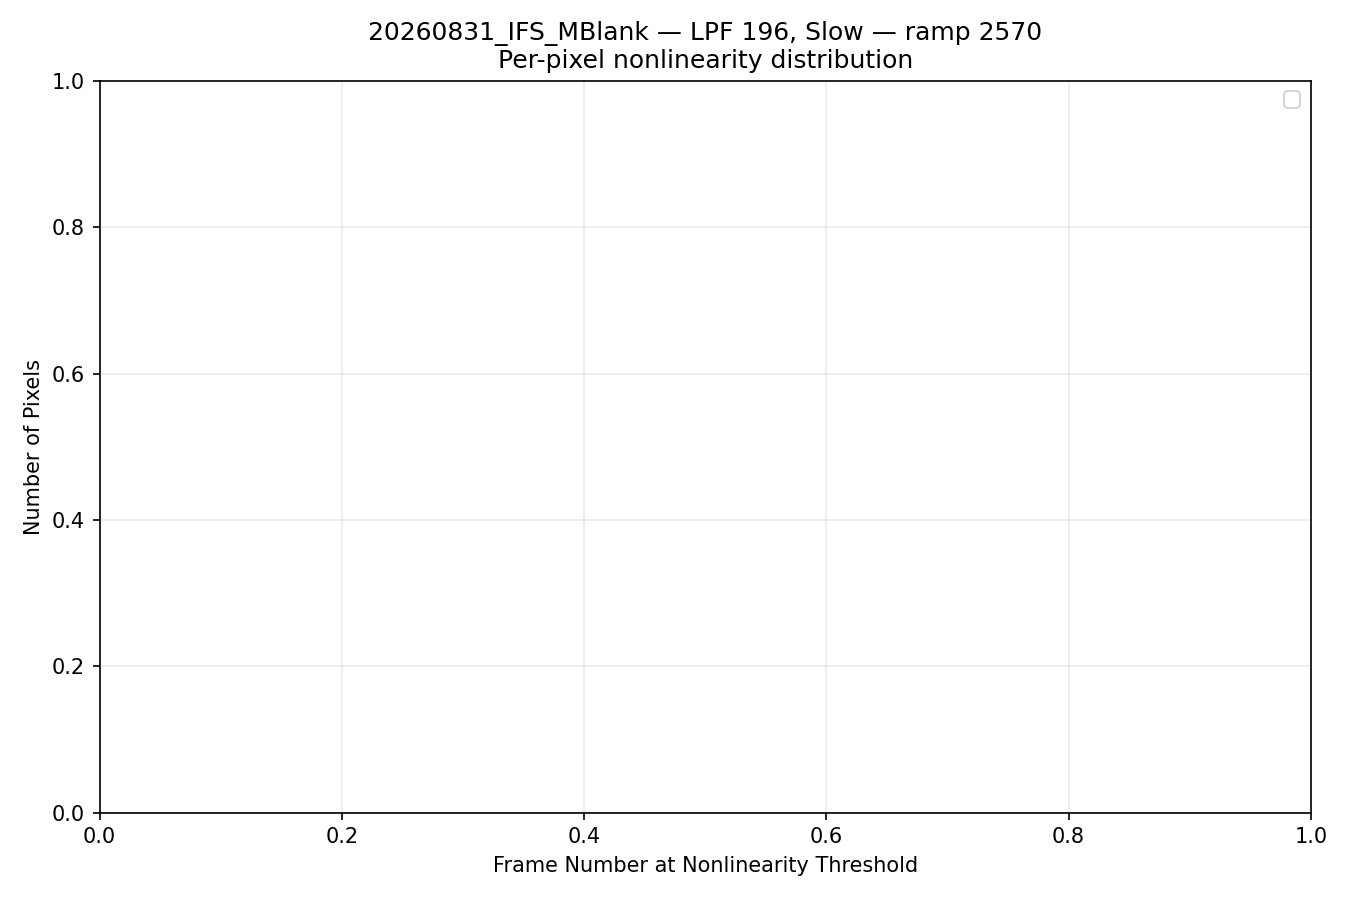 20260831_IFS_MBlank — LPF 196, Slow — ramp 2570
Per-pixel nonlinearity distribution
1.0
0.8
0.6
0.4
0.2
0.0
Number of Pixels
0.0 0.2 0.4 0.6 0.8 1.0
Frame Number at Nonlinearity Threshold